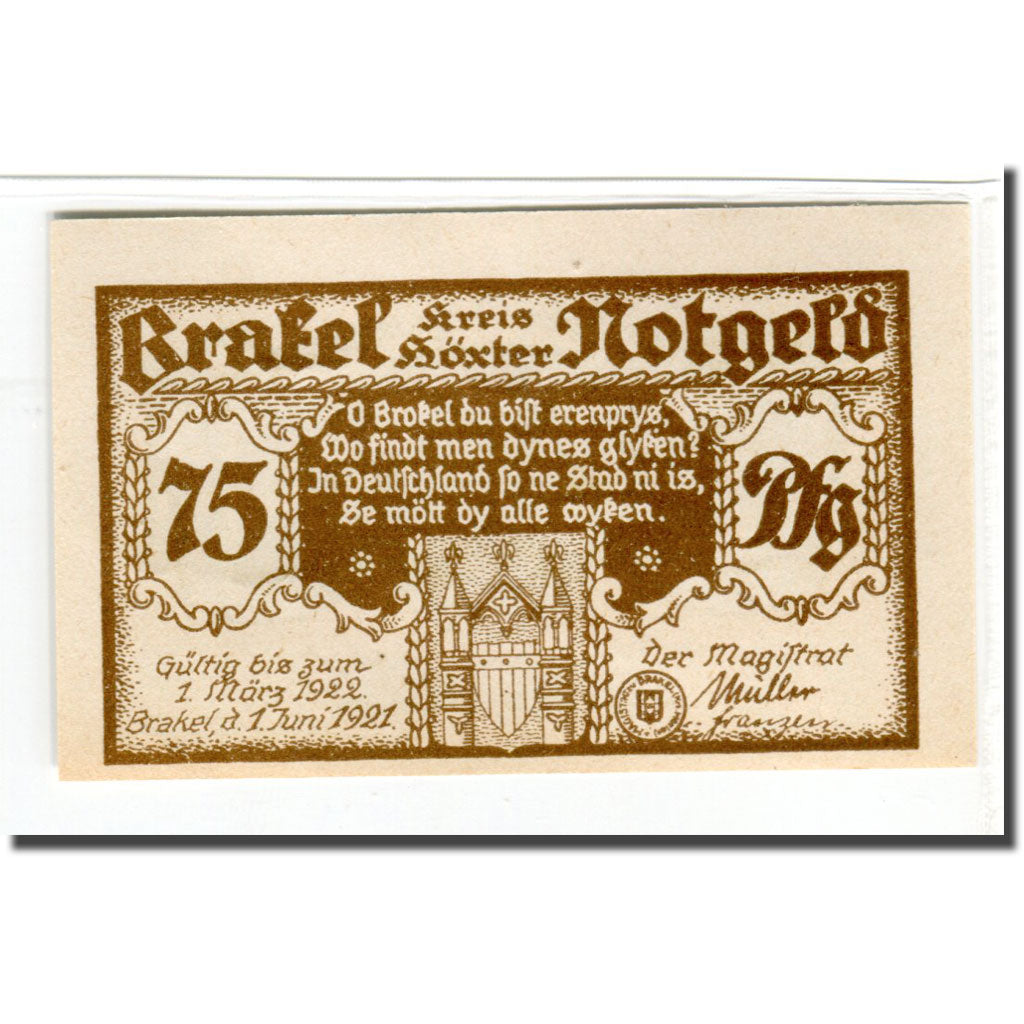 Brakel Kreis Höxter Notgeld
O Brokel du bist erenprys,
Wo findt men dynes glyken?
In Deutschland so ne Stad ni is,
Se mött dy alle wyken.
75 Pfg
Gültig bis zum
1. März 1922.
Brakel, d. 1. Juni 1921.
Der Magistrat
Müller
Franzen
BRAKEL